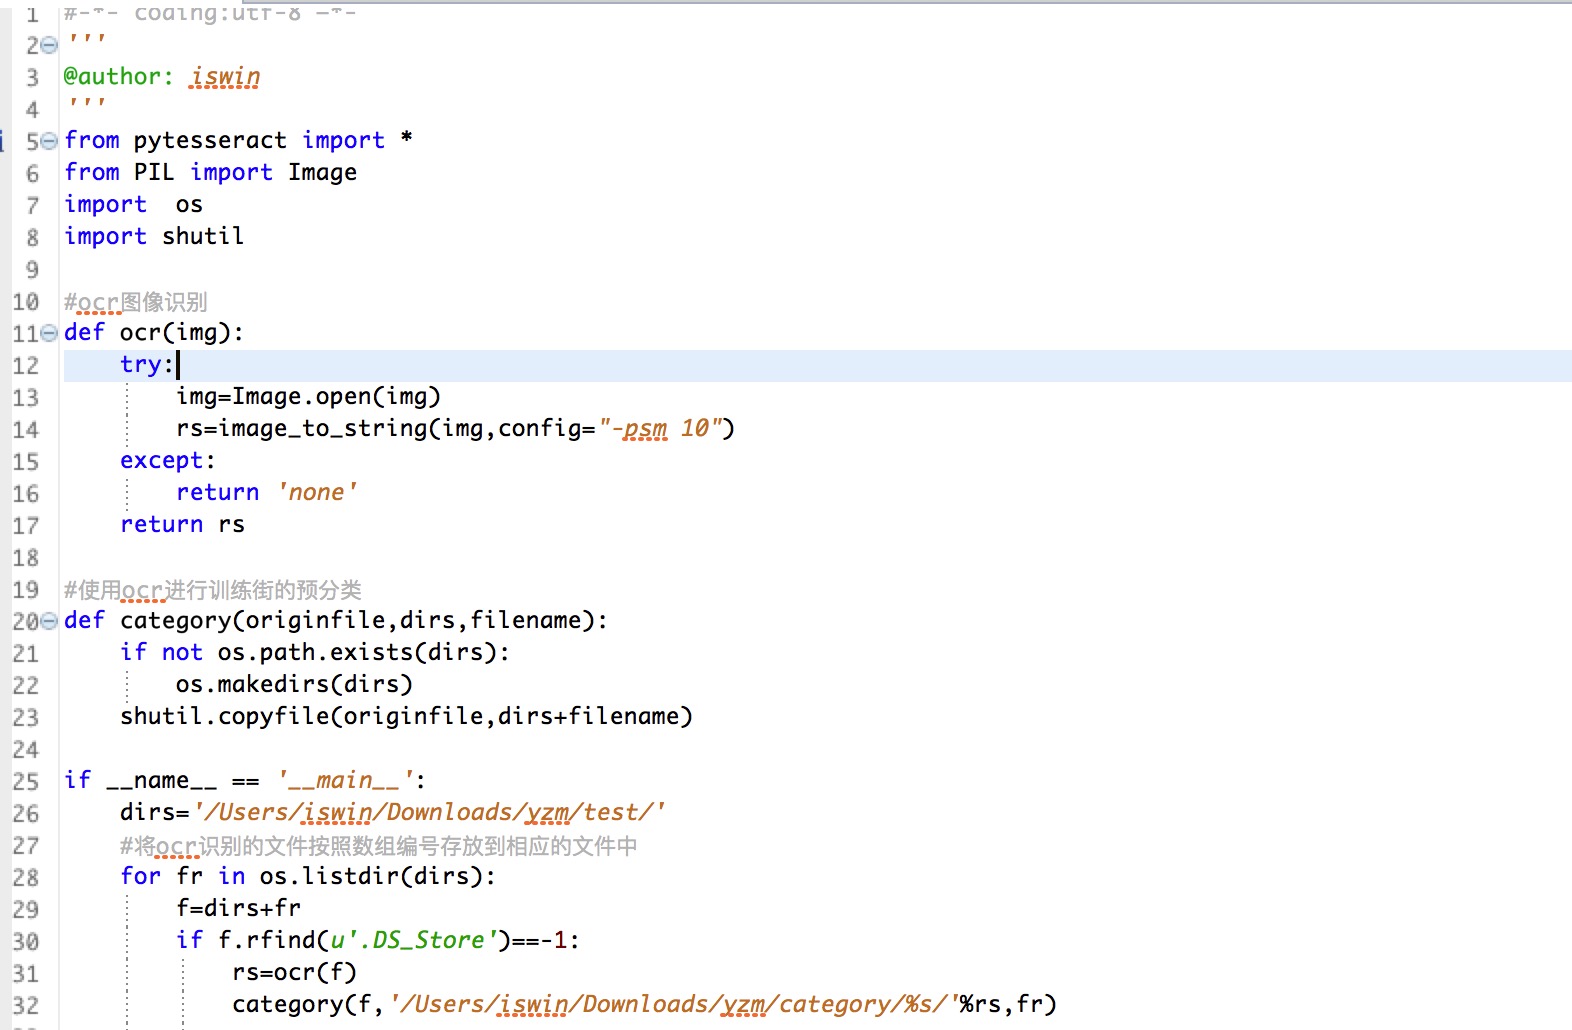 1 #-*- coding:utf-8 -*-
2 '''
3 @author: iswin
4 '''
5 from pytesseract import *
6 from PIL import Image
7 import  os
8 import shutil
9
10 #ocr图像识别
11 def ocr(img):
12     try:
13         img=Image.open(img)
14         rs=image_to_string(img,config="-psm 10")
15     except:
16         return 'none'
17     return rs
18
19 #使用ocr进行训练街的预分类
20 def category(originfile,dirs,filename):
21     if not os.path.exists(dirs):
22         os.makedirs(dirs)
23     shutil.copyfile(originfile,dirs+filename)
24
25 if __name__ == '__main__':
26     dirs='/Users/iswin/Downloads/yzm/test/'
27     #将ocr识别的文件按照数组编号存放到相应的文件中
28     for fr in os.listdir(dirs):
29         f=dirs+fr
30         if f.rfind(u'.DS_Store')==-1:
31             rs=ocr(f)
32             category(f,'/Users/iswin/Downloads/yzm/category/%s/'%rs,fr)